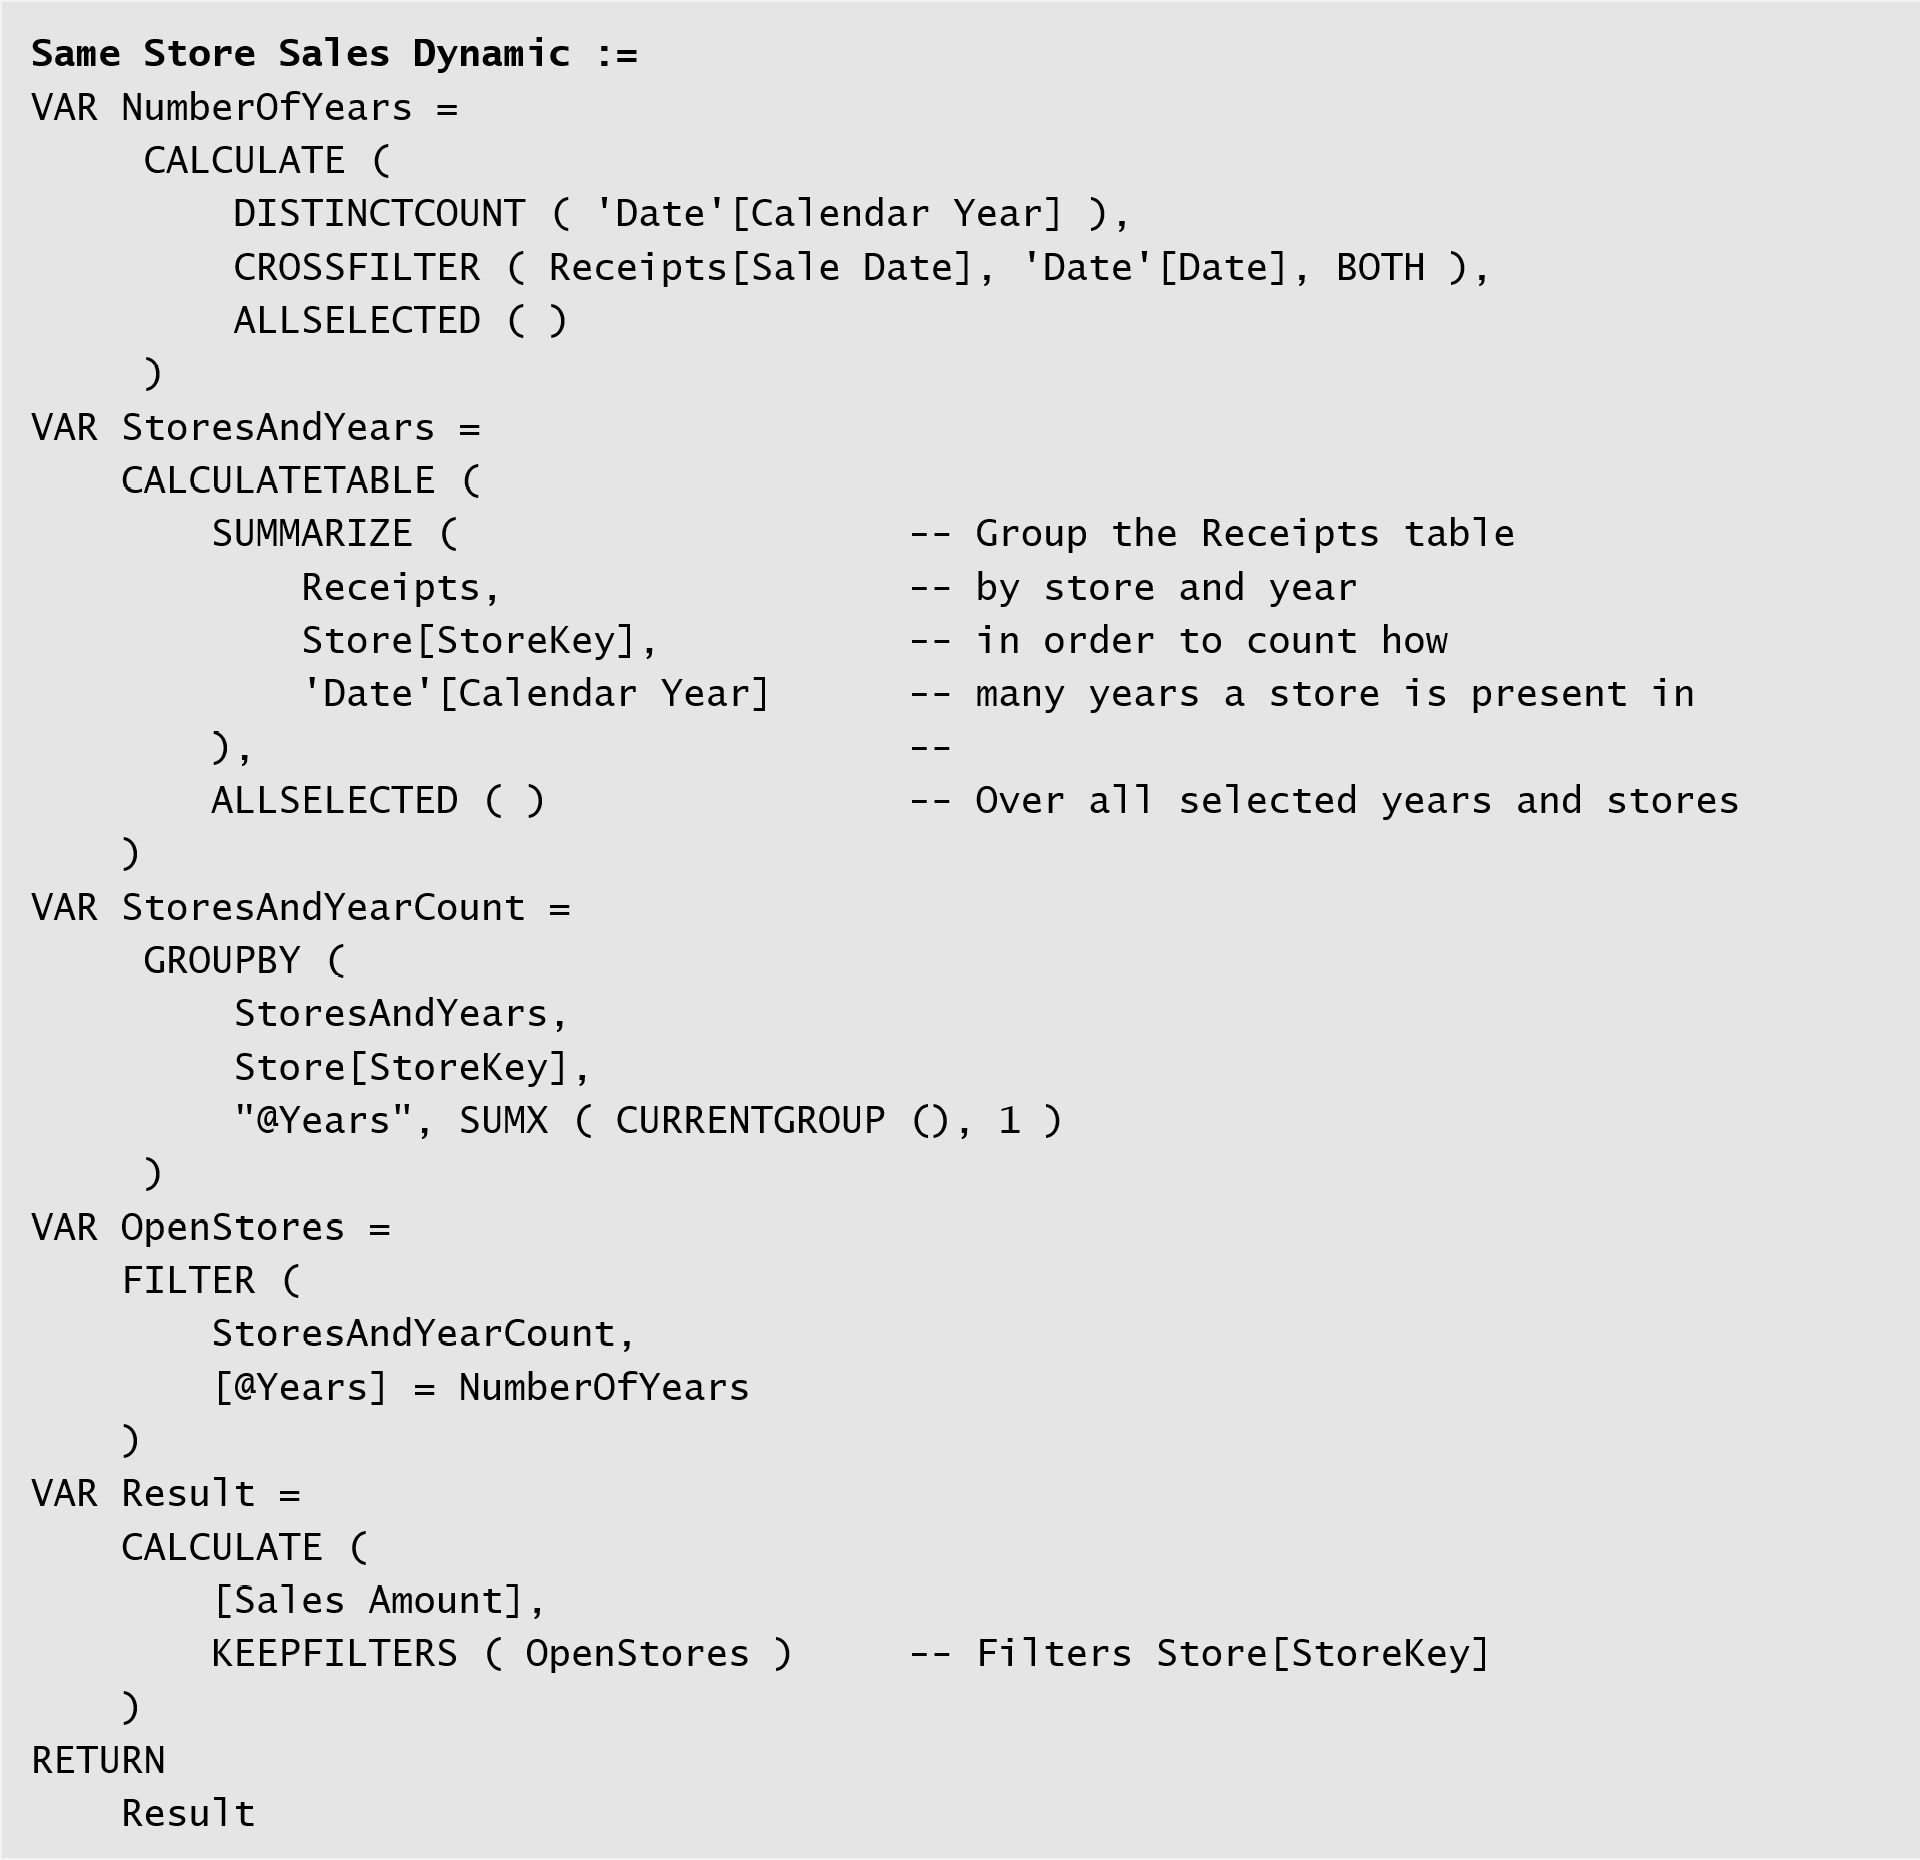 Same Store Sales Dynamic :=
VAR NumberOfYears =
     CALCULATE (
         DISTINCTCOUNT ( 'Date'[Calendar Year] ),
         CROSSFILTER ( Receipts[Sale Date], 'Date'[Date], BOTH ),
         ALLSELECTED ( )
     )
VAR StoresAndYears =
    CALCULATETABLE (
        SUMMARIZE (                    -- Group the Receipts table
            Receipts,                  -- by store and year
            Store[StoreKey],           -- in order to count how
            'Date'[Calendar Year]      -- many years a store is present in
        ),                             --
        ALLSELECTED ( )                -- Over all selected years and stores
    )
VAR StoresAndYearCount =
     GROUPBY (
         StoresAndYears,
         Store[StoreKey],
         "@Years", SUMX ( CURRENTGROUP (), 1 )
     )
VAR OpenStores =
    FILTER (
        StoresAndYearCount,
        [@Years] = NumberOfYears
    )
VAR Result =
    CALCULATE (
        [Sales Amount],
        KEEPFILTERS ( OpenStores )     -- Filters Store[StoreKey]
    )
RETURN
    Result